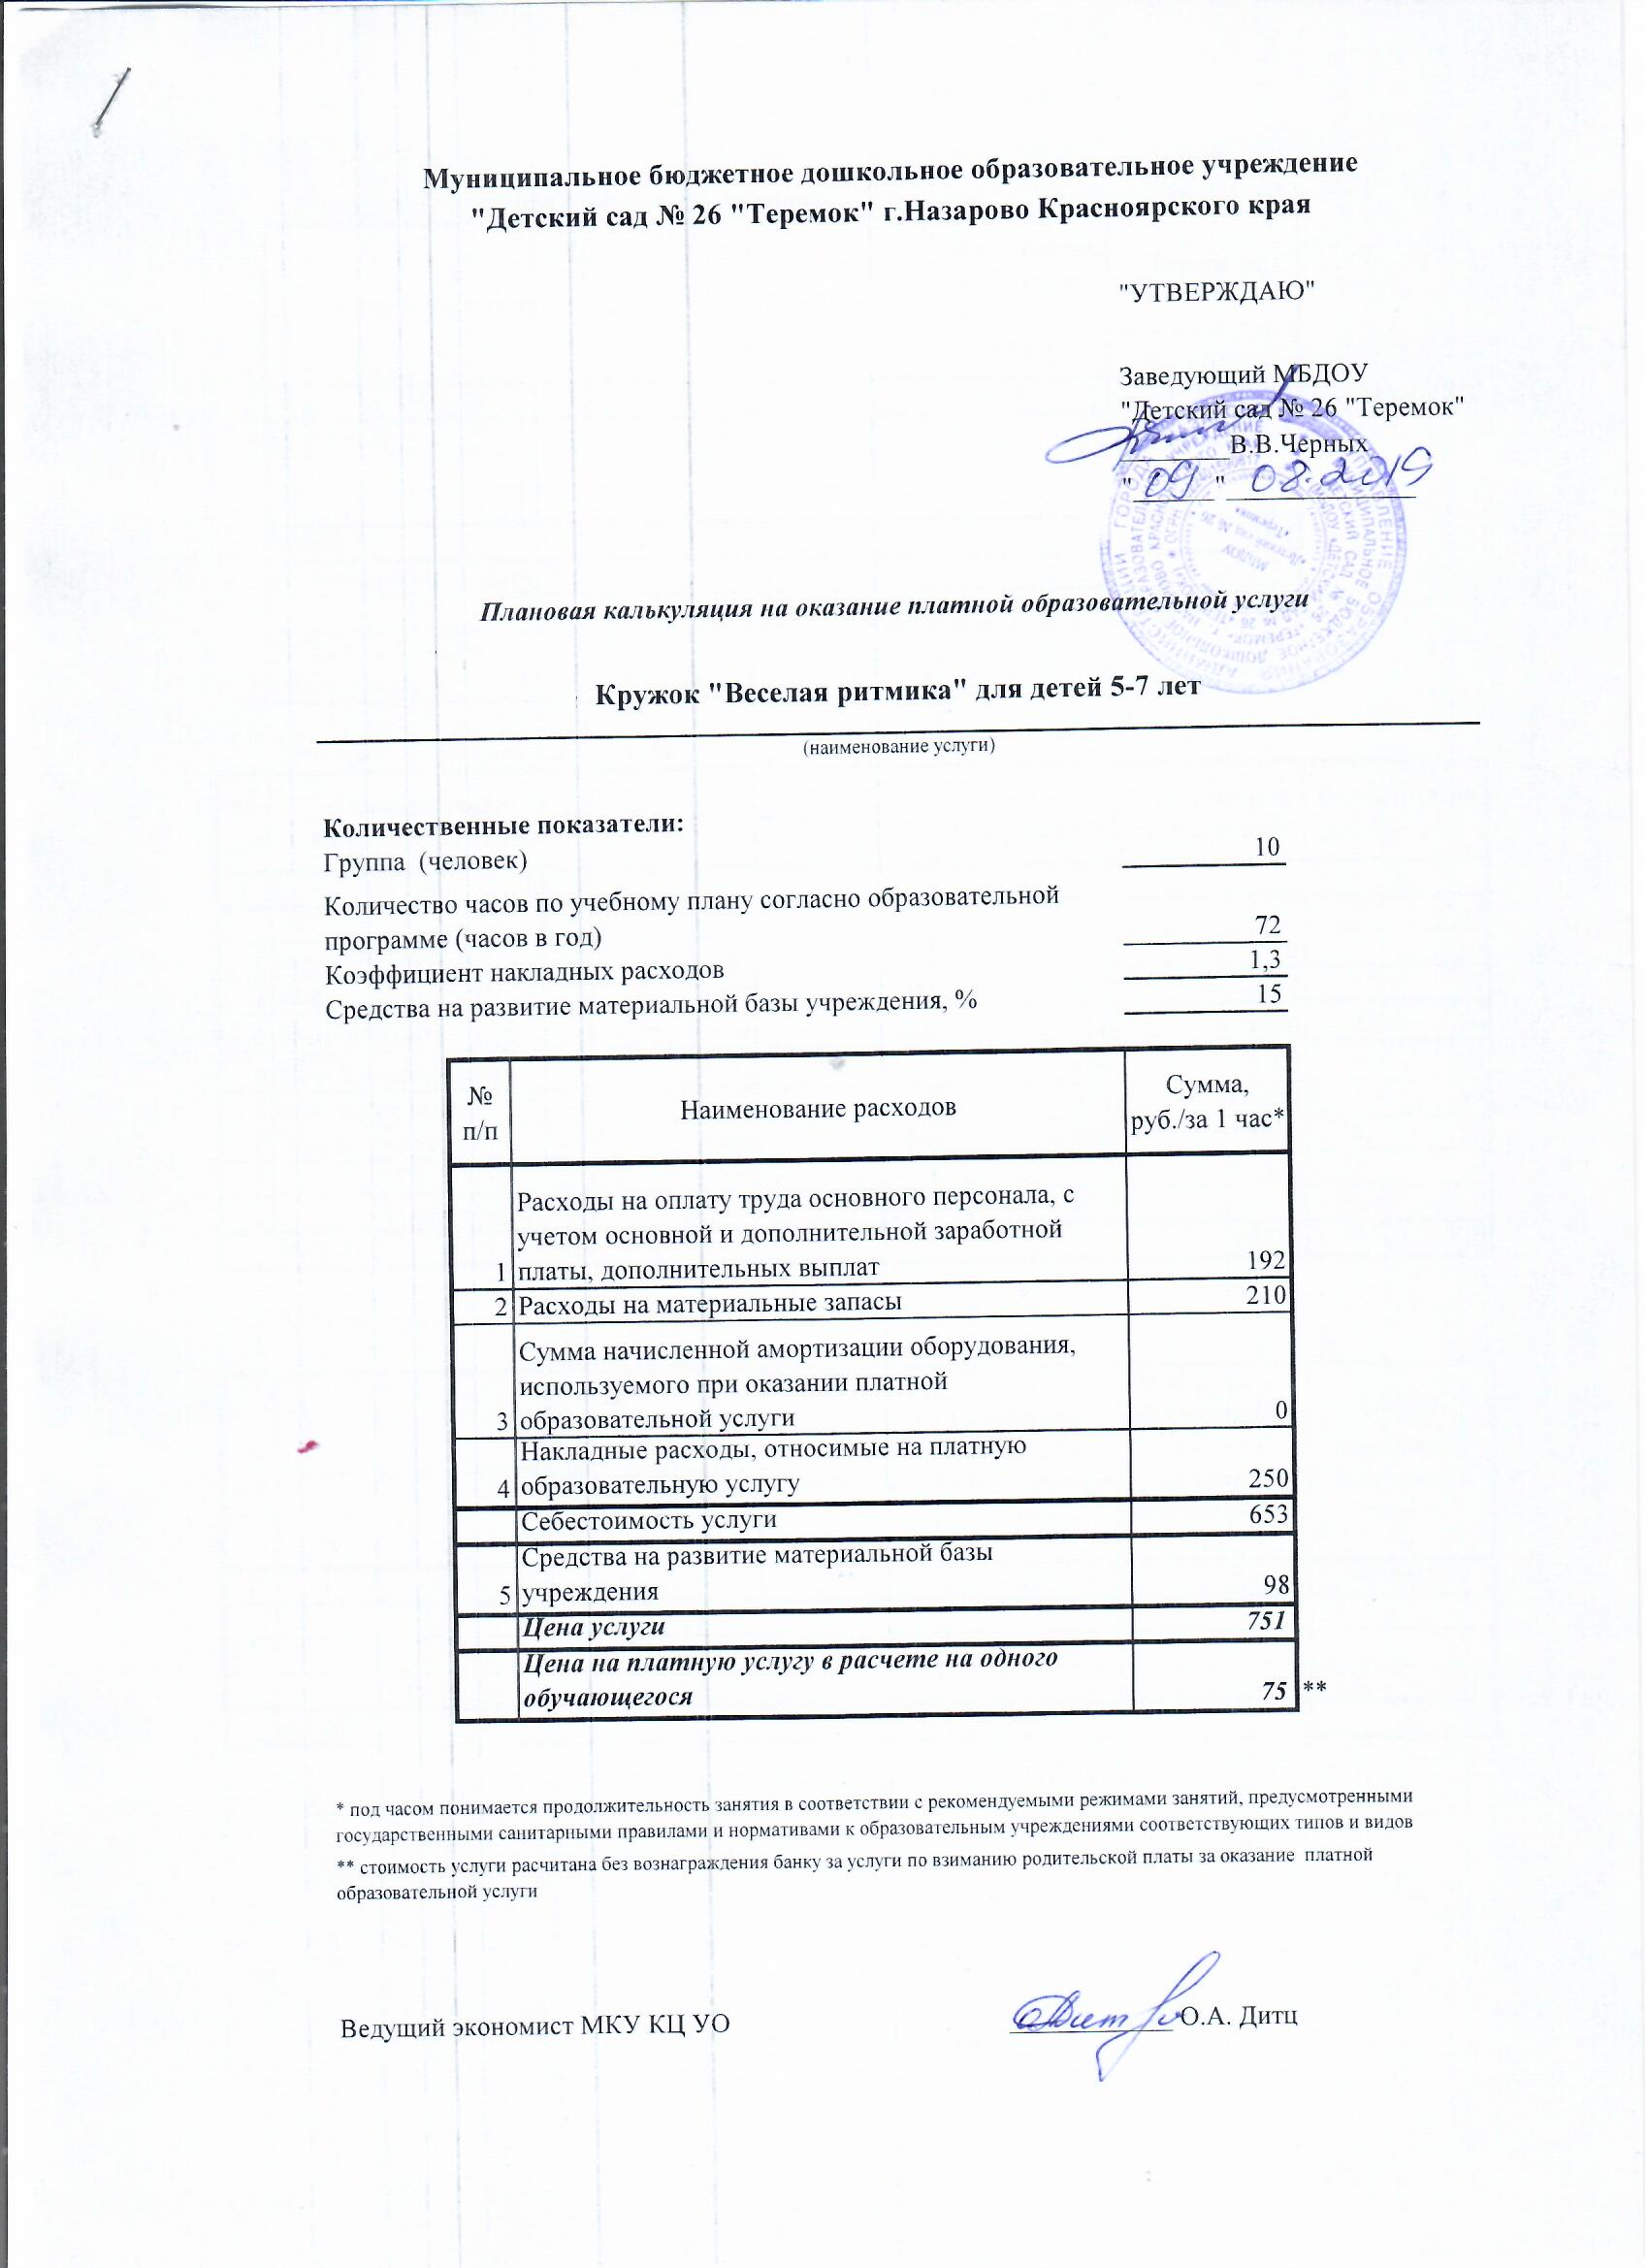 Муниципальное бюджетное дошкольное образовательное учреждение
"Детский сад № 26 "Теремок" г.Назарово Красноярского края
"УТВЕРЖДАЮ"
Заведующий МБДОУ
"Детский сад № 26 "Теремок"
________В.В.Черных
"09" 08.2019
Плановая калькуляция на оказание платной образовательной услуги
Кружок "Веселая ритмика" для детей 5-7 лет
(наименование услуги)
Количественные показатели:
Группа (человек) 10
Количество часов по учебному плану согласно образовательной
программе (часов в год) 72
Коэффициент накладных расходов 1,3
Средства на развитие материальной базы учреждения, % 15
№ п/п Наименование расходов Сумма, руб./за 1 час*
Расходы на оплату труда основного персонала, с
учетом основной и дополнительной заработной
1 платы, дополнительных выплат 192
2 Расходы на материальные запасы 210
Сумма начисленной амортизации оборудования,
используемого при оказании платной
3 образовательной услуги 0
Накладные расходы, относимые на платную
4 образовательную услугу 250
Себестоимость услуги 653
Средства на развитие материальной базы
5 учреждения 98
Цена услуги 751
Цена на платную услугу в расчете на одного
обучающегося 75 **
* под часом понимается продолжительность занятия в соответствии с рекомендуемыми режимами занятий, предусмотренными
государственными санитарными правилами и нормативами к образовательным учреждениями соответствующих типов и видов
** стоимость услуги расчитана без вознаграждения банку за услуги по взиманию родительской платы за оказание платной
образовательной услуги
Ведущий экономист МКУ КЦ УО ____________О.А. Дитц